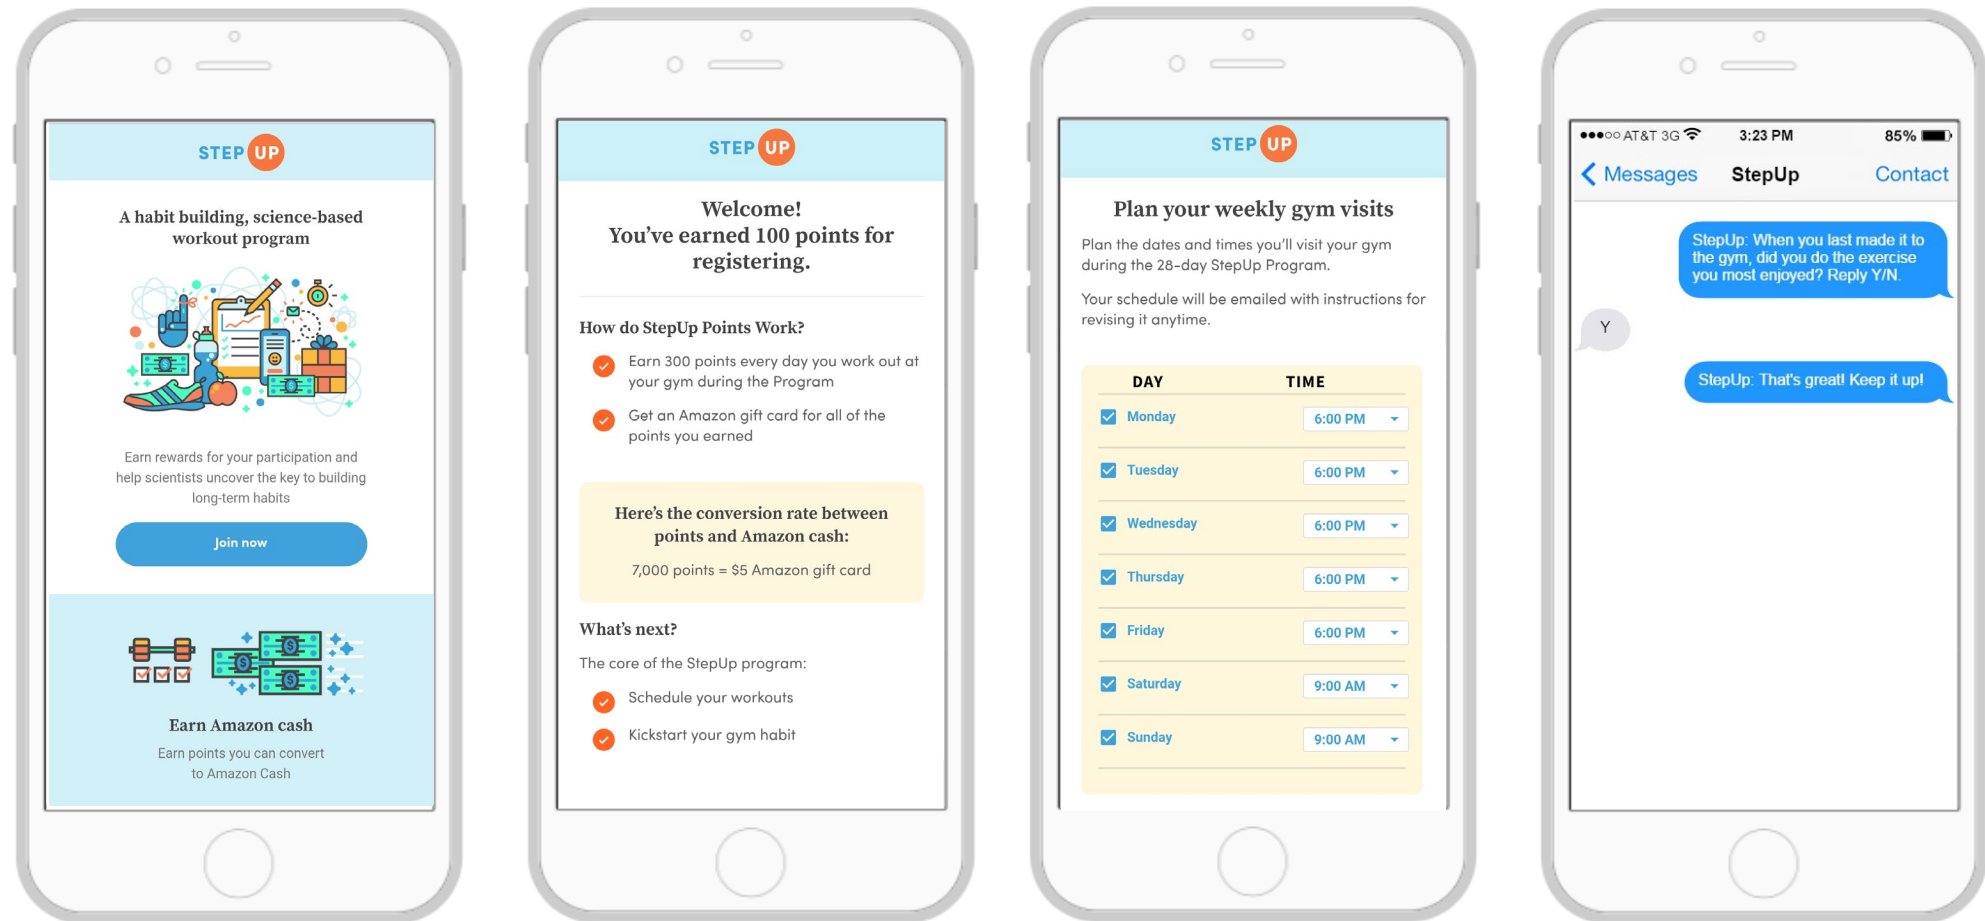 STEP UP
A habit building, science-based
workout program
Earn rewards for your participation and
help scientists uncover the key to building
long-term habits
Join now
Earn Amazon cash
Earn points you can convert
to Amazon Cash
STEP UP
Welcome!
You've earned 100 points for
registering.
How do StepUp Points Work?
Earn 300 points every day you work out at
your gym during the Program
Get an Amazon gift card for all of the
points you earned
Here's the conversion rate between
points and Amazon cash:
7,000 points = $5 Amazon gift card
What's next?
The core of the StepUp program:
Schedule your workouts
Kickstart your gym habit
STEP UP
Plan your weekly gym visits
Plan the dates and times you'll visit your gym
during the 28-day StepUp Program.
Your schedule will be emailed with instructions for
revising it anytime.
DAY TIME
Monday 6:00 PM
Tuesday 6:00 PM
Wednesday 6:00 PM
Thursday 6:00 PM
Friday 6:00 PM
Saturday 9:00 AM
Sunday 9:00 AM
AT&T 3G 3:23 PM 85%
Messages StepUp Contact
StepUp: When you last made it to
the gym, did you do the exercise
you most enjoyed? Reply Y/N.
Y
StepUp: That's great! Keep it up!